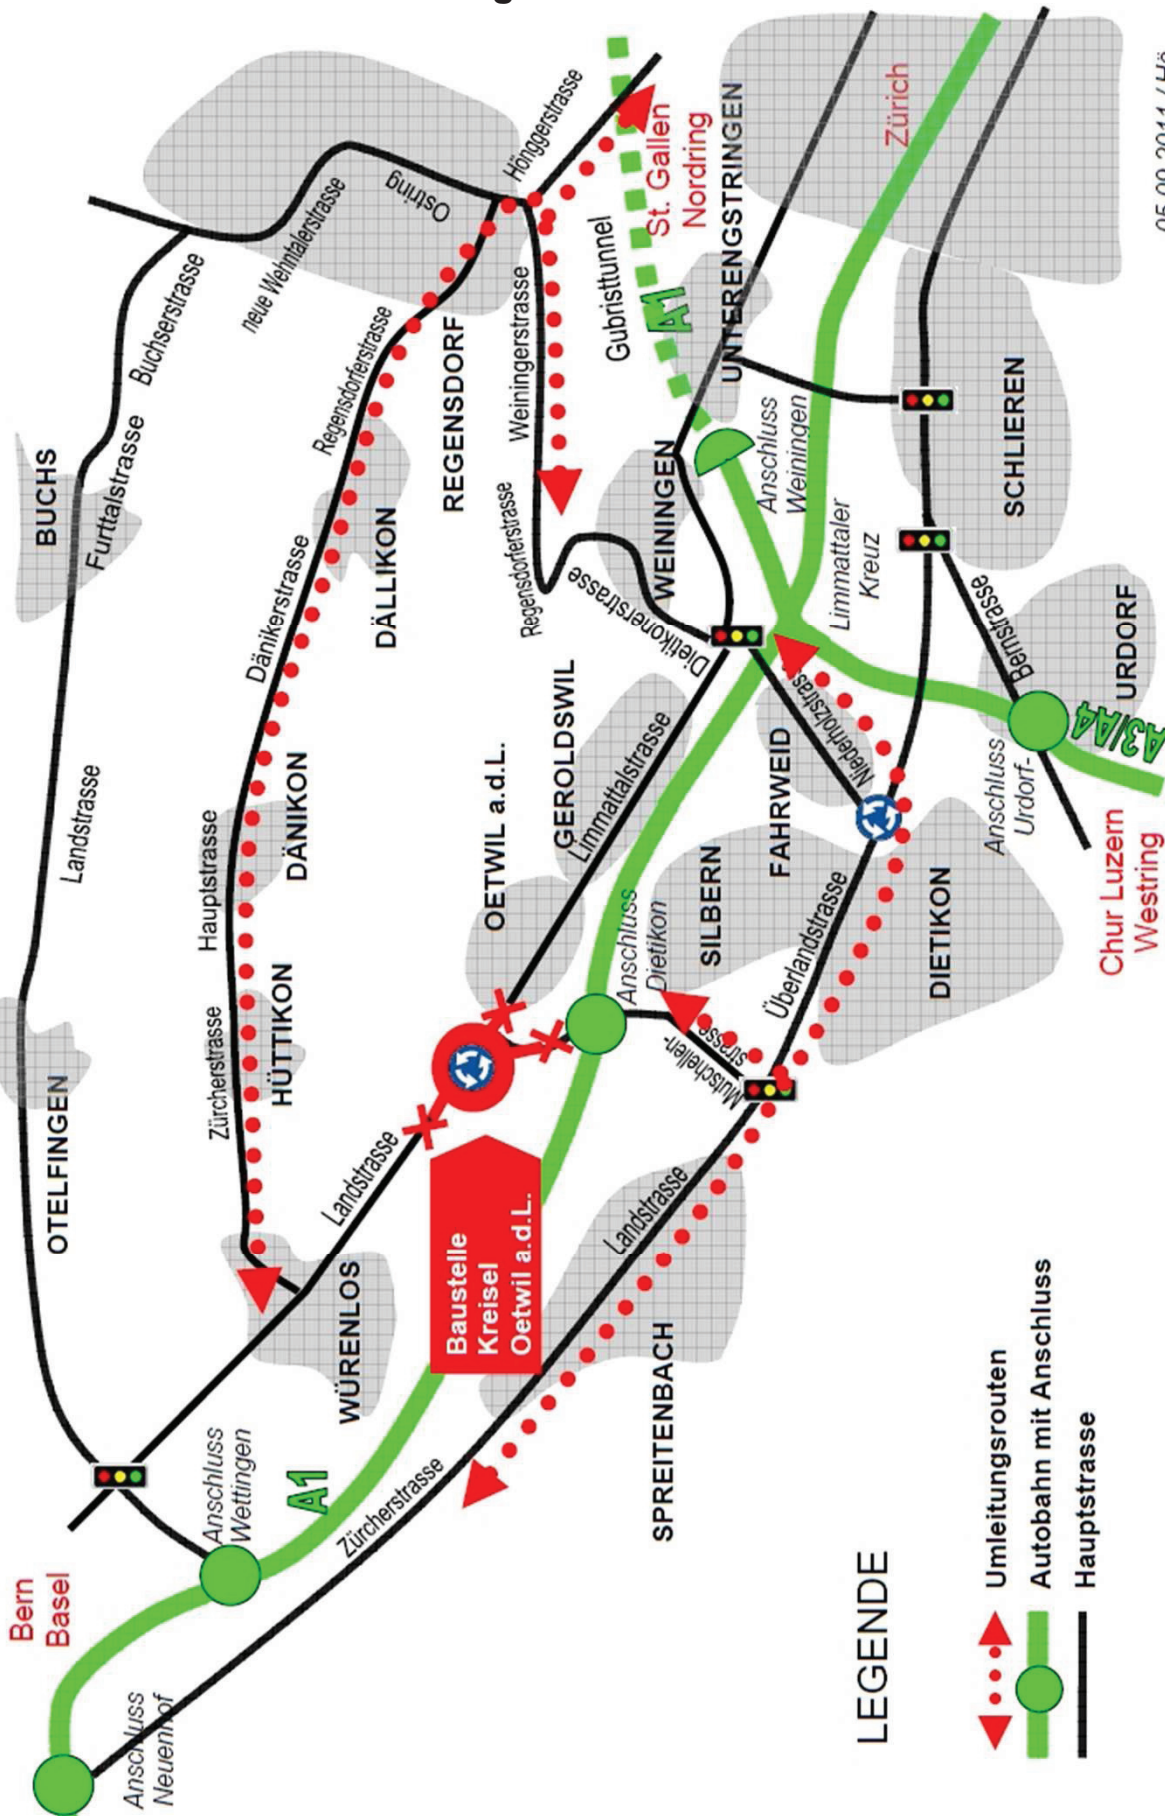 Bern
Basel
Anschluss
Neuenhof
Anschluss
Wettingen
A1
Zürcherstrasse
OTELFINGEN
Landstrasse
BUCHS
Furttalstrasse
Buchserstrasse
neue Wehntalerstrasse
Ostring
Hönggerstrasse
WÜRENLOS
Zürcherstrasse
HÜTTIKON
Hauptstrasse
DÄNIKON
Dänikerstrasse
DÄLLIKON
Regensdorferstrasse
REGENSDORF
Weiningerstrasse
Regensdorferstrasse
Dietikonerstrasse
WEININGEN
Gubristtunnel
A1
St. Gallen
Nordring
UNTERENGSTRINGEN
Zürich
Landstrasse
Baustelle
Kreisel
Oetwil a.d.L.
OETWIL a.d.L.
GEROLDSWIL
Limmattalstrasse
Anschluss
Weiningen
Limmattaler
Kreuz
Anschluss
Dietikon
SILBERN
FAHRWEID
Niederholzstrasse
SPREITENBACH
Landstrasse
Mutschellen-
strasse
Überlandstrasse
DIETIKON
SCHLIEREN
Bernstrasse
URDORF
Anschluss
Urdorf-
A3/A4
Chur Luzern
Westring
LEGENDE
Umleitungsrouten
Autobahn mit Anschluss
Hauptstrasse